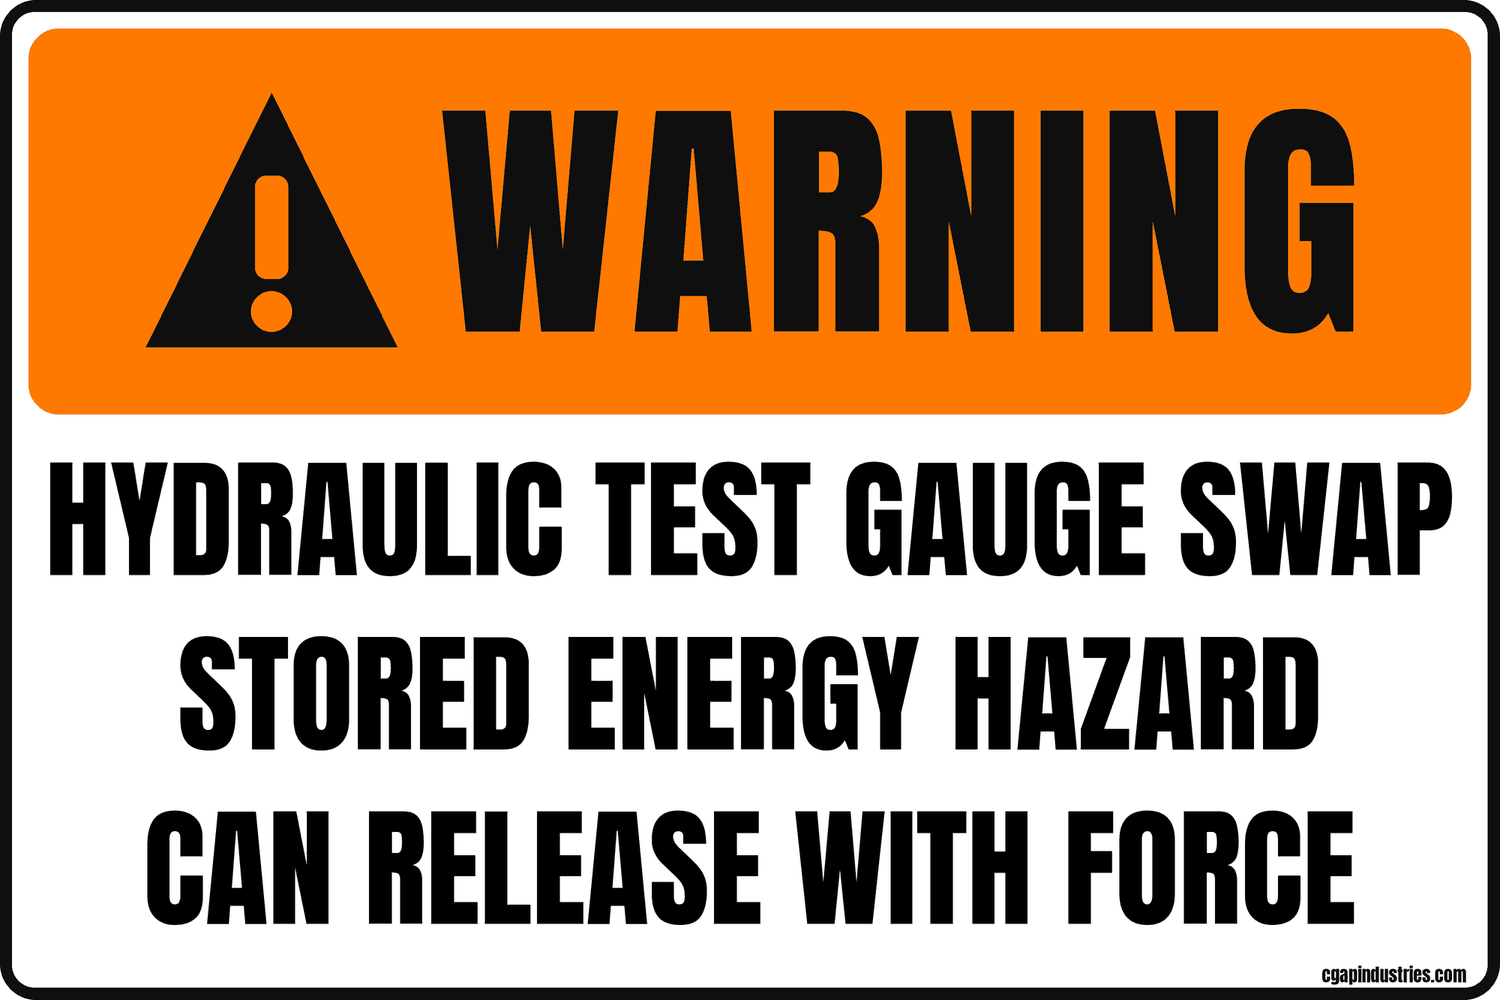 WARNING
HYDRAULIC TEST GAUGE SWAP
STORED ENERGY HAZARD
CAN RELEASE WITH FORCE
cgapindustries.com